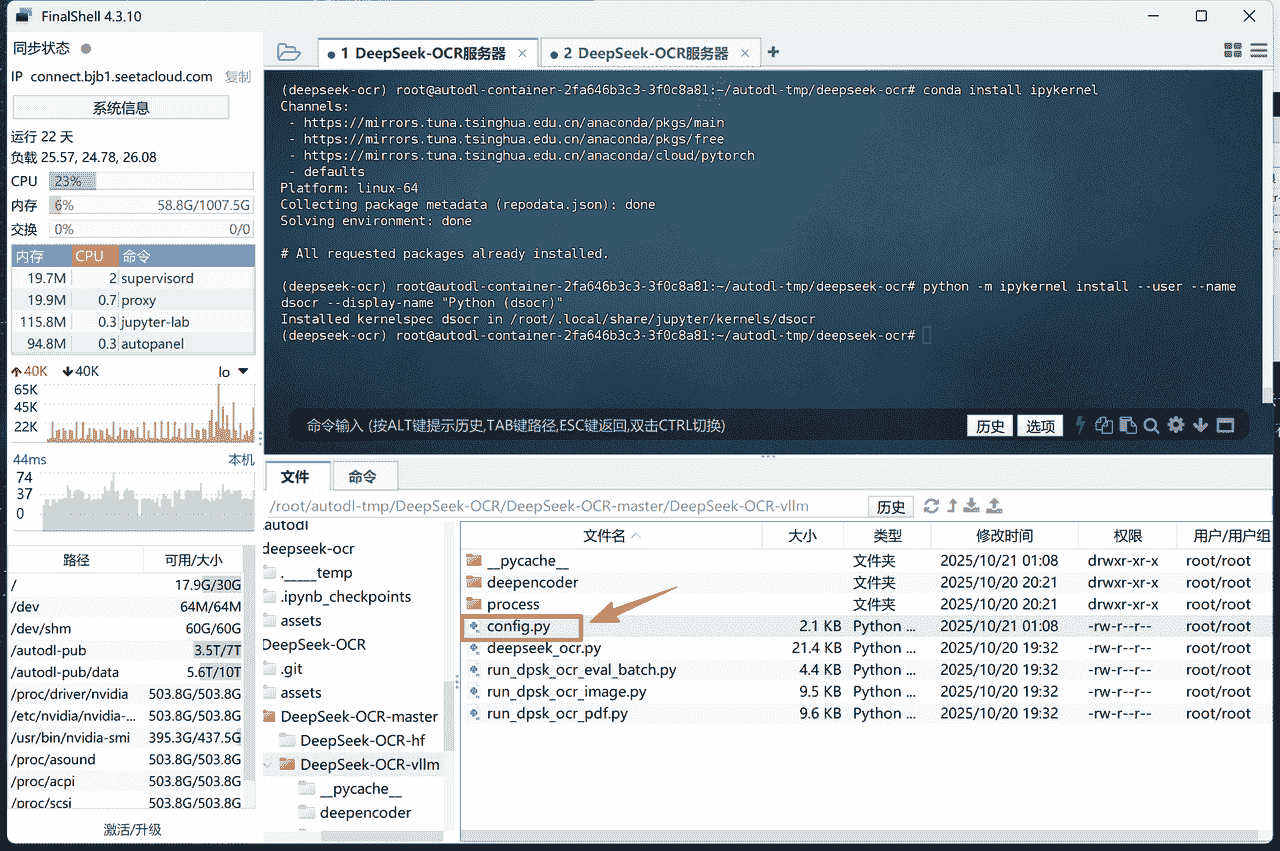 FinalShell 4.3.10
同步状态
IP connect.bjb1.seetacloud.com 复制
系统信息
运行 22 天
负载 25.57, 24.78, 26.08
CPU 23%
内存 6% 58.8G/1007.5G
交换 0% 0/0
内存 CPU 命令
19.7M 2 supervisord
19.9M 0.7 proxy
115.8M 0.3 jupyter-lab
94.8M 0.3 autopanel
40K 40K lo
65K
45K
22K
44ms 本机
74
37
0
路径 可用/大小
/ 17.9G/30G
/dev 64M/64M
/dev/shm 60G/60G
/autodl-pub 3.5T/7T
/autodl-pub/data 5.6T/10T
/proc/driver/nvidia 503.8G/503.8G
/etc/nvidia/nvidia-... 503.8G/503.8G
/usr/bin/nvidia-smi 395.3G/437.5G
/proc/asound 503.8G/503.8G
/proc/acpi 503.8G/503.8G
/proc/scsi 503.8G/503.8G
激活/升级
1 DeepSeek-OCR服务器 2 DeepSeek-OCR服务器
(deepseek-ocr) root@autodl-container-2fa646b3c3-3f0c8a81:~/autodl-tmp/deepseek-ocr# conda install ipykernel
Channels:
- https://mirrors.tuna.tsinghua.edu.cn/anaconda/pkgs/main
- https://mirrors.tuna.tsinghua.edu.cn/anaconda/pkgs/free
- https://mirrors.tuna.tsinghua.edu.cn/anaconda/cloud/pytorch
- defaults
Platform: linux-64
Collecting package metadata (repodata.json): done
Solving environment: done
# All requested packages already installed.
(deepseek-ocr) root@autodl-container-2fa646b3c3-3f0c8a81:~/autodl-tmp/deepseek-ocr# python -m ipykernel install --user --name
dsocr --display-name "Python (dsocr)"
Installed kernelspec dsocr in /root/.local/share/jupyter/kernels/dsocr
(deepseek-ocr) root@autodl-container-2fa646b3c3-3f0c8a81:~/autodl-tmp/deepseek-ocr#
命令输入 (按ALT键提示历史,TAB键路径,ESC键返回,双击CTRL切换) 历史 选项
文件 命令
/root/autodl-tmp/DeepSeek-OCR/DeepSeek-OCR-master/DeepSeek-OCR-vllm 历史
.autodl
deepseek-ocr
._____temp
.ipynb_checkpoints
assets
DeepSeek-OCR
.git
assets
DeepSeek-OCR-master
DeepSeek-OCR-hf
DeepSeek-OCR-vllm
__pycache__
deepencoder
文件名 大小 类型 修改时间 权限 用户/用户组
__pycache__ 文件夹 2025/10/21 01:08 drwxr-xr-x root/root
deepencoder 文件夹 2025/10/20 20:21 drwxr-xr-x root/root
process 文件夹 2025/10/20 20:21 drwxr-xr-x root/root
config.py 2.1 KB Python ... 2025/10/21 01:08 -rw-r--r-- root/root
deepseek_ocr.py 21.4 KB Python ... 2025/10/20 19:32 -rw-r--r-- root/root
run_dpsk_ocr_eval_batch.py 4.4 KB Python ... 2025/10/20 19:32 -rw-r--r-- root/root
run_dpsk_ocr_image.py 9.5 KB Python ... 2025/10/20 19:32 -rw-r--r-- root/root
run_dpsk_ocr_pdf.py 9.6 KB Python ... 2025/10/20 19:32 -rw-r--r-- root/root